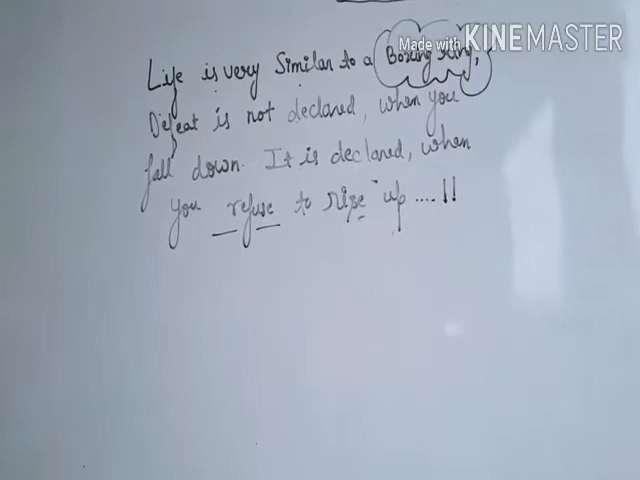 Made with KINEMASTER
Life is very Similar to a Boxing ring,
Defeat is not declared, when you
fall down. It is declared, when
you refuse to rise up ....!!